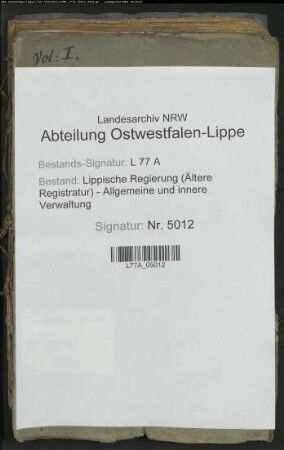 Vol: I.
Landesarchiv NRW
Abteilung Ostwestfalen-Lippe
Bestands-Signatur: L 77 A
Bestand: Lippische Regierung (Ältere
Registratur) - Allgemeine und innere
Verwaltung
Signatur: Nr. 5012
L77A_05012